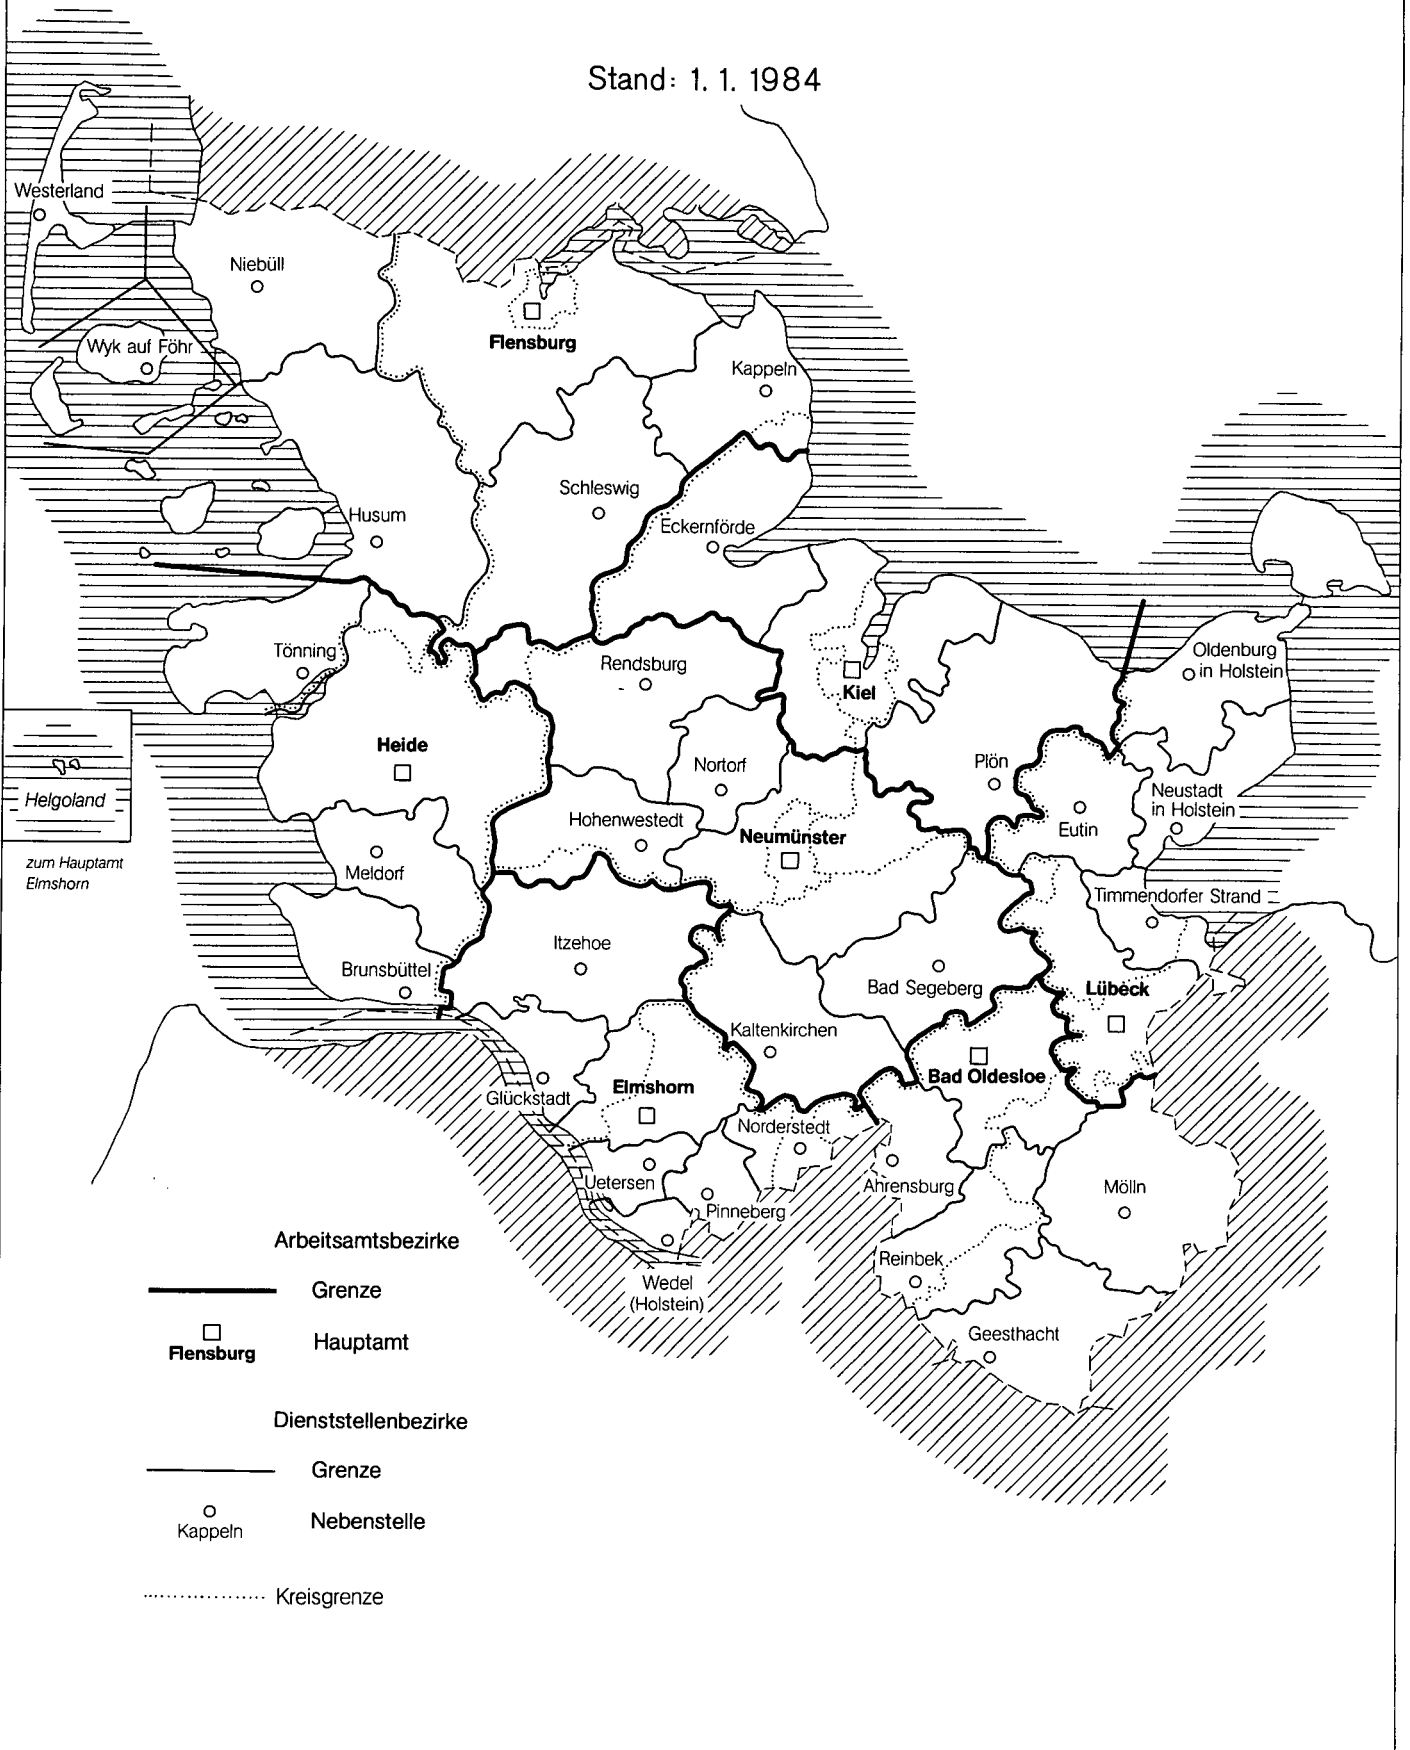 Stand: 1. 1. 1984
Westerland
Niebüll
Flensburg
Wyk auf Föhr
Kappeln
Schleswig
Husum
Eckernförde
Tönning
Rendsburg
Kiel
Oldenburg
in Holstein
Heide
Nortorf
Plön
Helgoland
Neustadt
in Holstein
Hohenwestedt
Neumünster
Eutin
zum Hauptamt
Elmshorn
Meldorf
Timmendorfer Strand
Itzehoe
Brunsbüttel
Bad Segeberg
Lübeck
Kaltenkirchen
Glückstadt
Elmshorn
Bad Oldesloe
Norderstedt
Uetersen
Ahrensburg
Mölln
Pinneberg
Reinbek
Wedel
(Holstein)
Geesthacht
Arbeitsamtsbezirke
Grenze
Flensburg
Hauptamt
Dienststellenbezirke
Grenze
Kappeln
Nebenstelle
Kreisgrenze